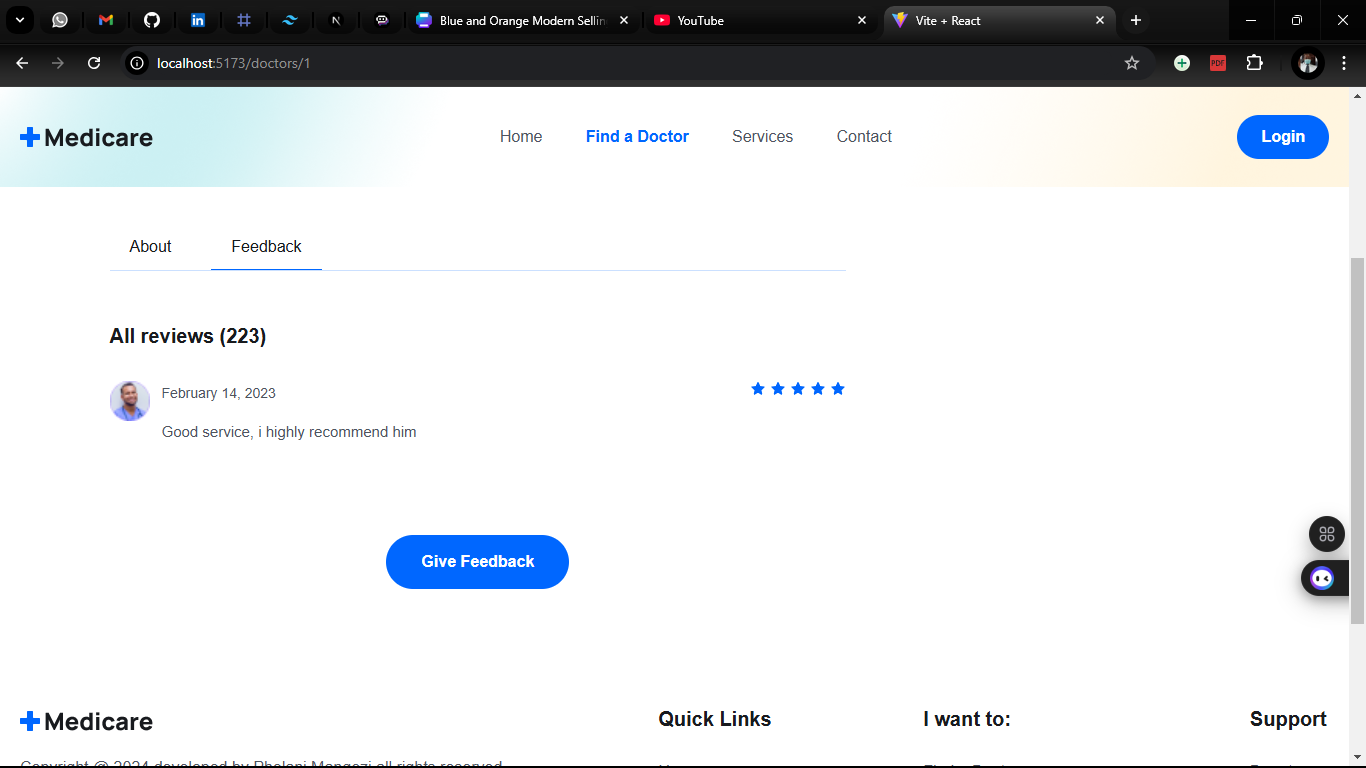 Blue and Orange Modern Sellin
YouTube
Vite + React
localhost:5173/doctors/1
PDF
Medicare
Home
Find a Doctor
Services
Contact
Login
About
Feedback
All reviews (223)
February 14, 2023
Good service, i highly recommend him
Give Feedback
Medicare
Quick Links
I want to:
Support
Copyright @ 2024 developed by Phelani Mangezi all rights reserved